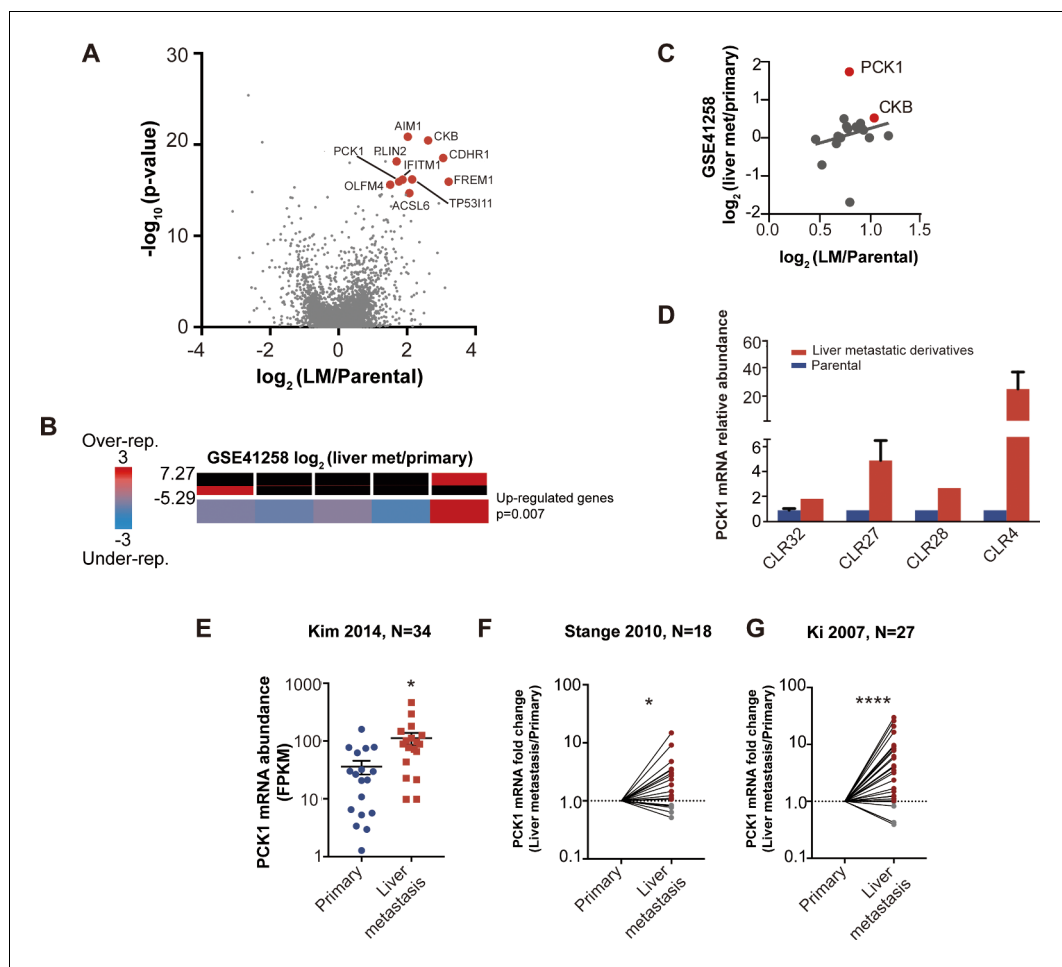 A
30
20
10
0
-log10 (p-value)
AIM1
CKB
PCK1
PLIN2
CDHR1
IFITM1
OLFM4
FREM1
ACSL6
TP53I11
-4
-2
0
2
4
log2 (LM/Parental)
B
Over-rep.
3
-3
Under-rep.
GSE41258 log2 (liver met/primary)
7.27
-5.29
Up-regulated genes
p=0.007
C
GSE41258
log2 (liver met/primary)
2
1
0
-1
-2
PCK1
CKB
0.0
0.5
1.0
1.5
log2 (LM/Parental)
D
PCK1 mRNA relative abundance
60
40
20
6
4
2
0
Liver metastatic derivatives
Parental
CLR32
CLR27
CLR28
CLR4
E
Kim 2014, N=34
PCK1 mRNA abundance
(FPKM)
1000
100
10
1
*
Primary
Liver
metastasis
F
Stange 2010, N=18
PCK1 mRNA fold change
(Liver metastasis/Primary)
100
10
1.0
0.1
*
Primary
Liver
metastasis
G
Ki 2007, N=27
PCK1 mRNA fold change
(Liver metastasis/Primary)
100
10
1.0
0.1
****
Primary
Liver
metastasis